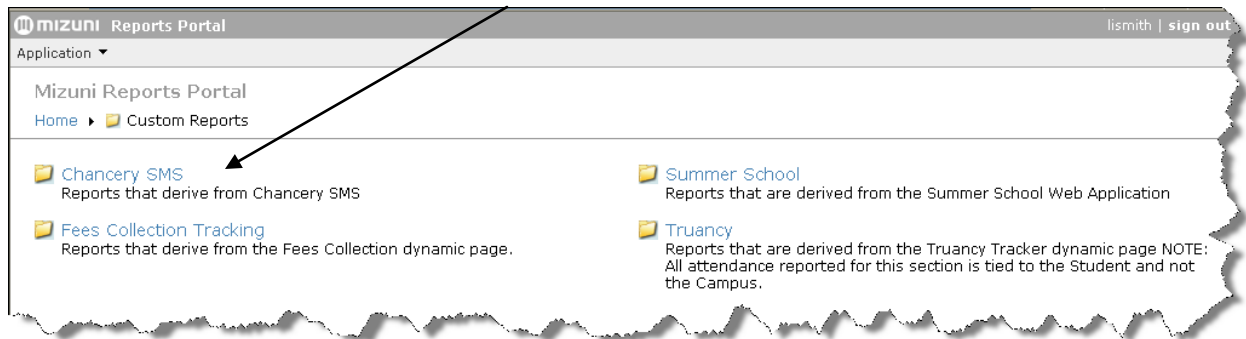 mizuni Reports Portal
lismith | sign out
Application
Mizuni Reports Portal
Home Custom Reports
Chancery SMS
Reports that derive from Chancery SMS
Fees Collection Tracking
Reports that derive from the Fees Collection dynamic page.
Summer School
Reports that are derived from the Summer School Web Application
Truancy
Reports that are derived from the Truancy Tracker dynamic page NOTE:
All attendance reported for this section is tied to the Student and not
the Campus.